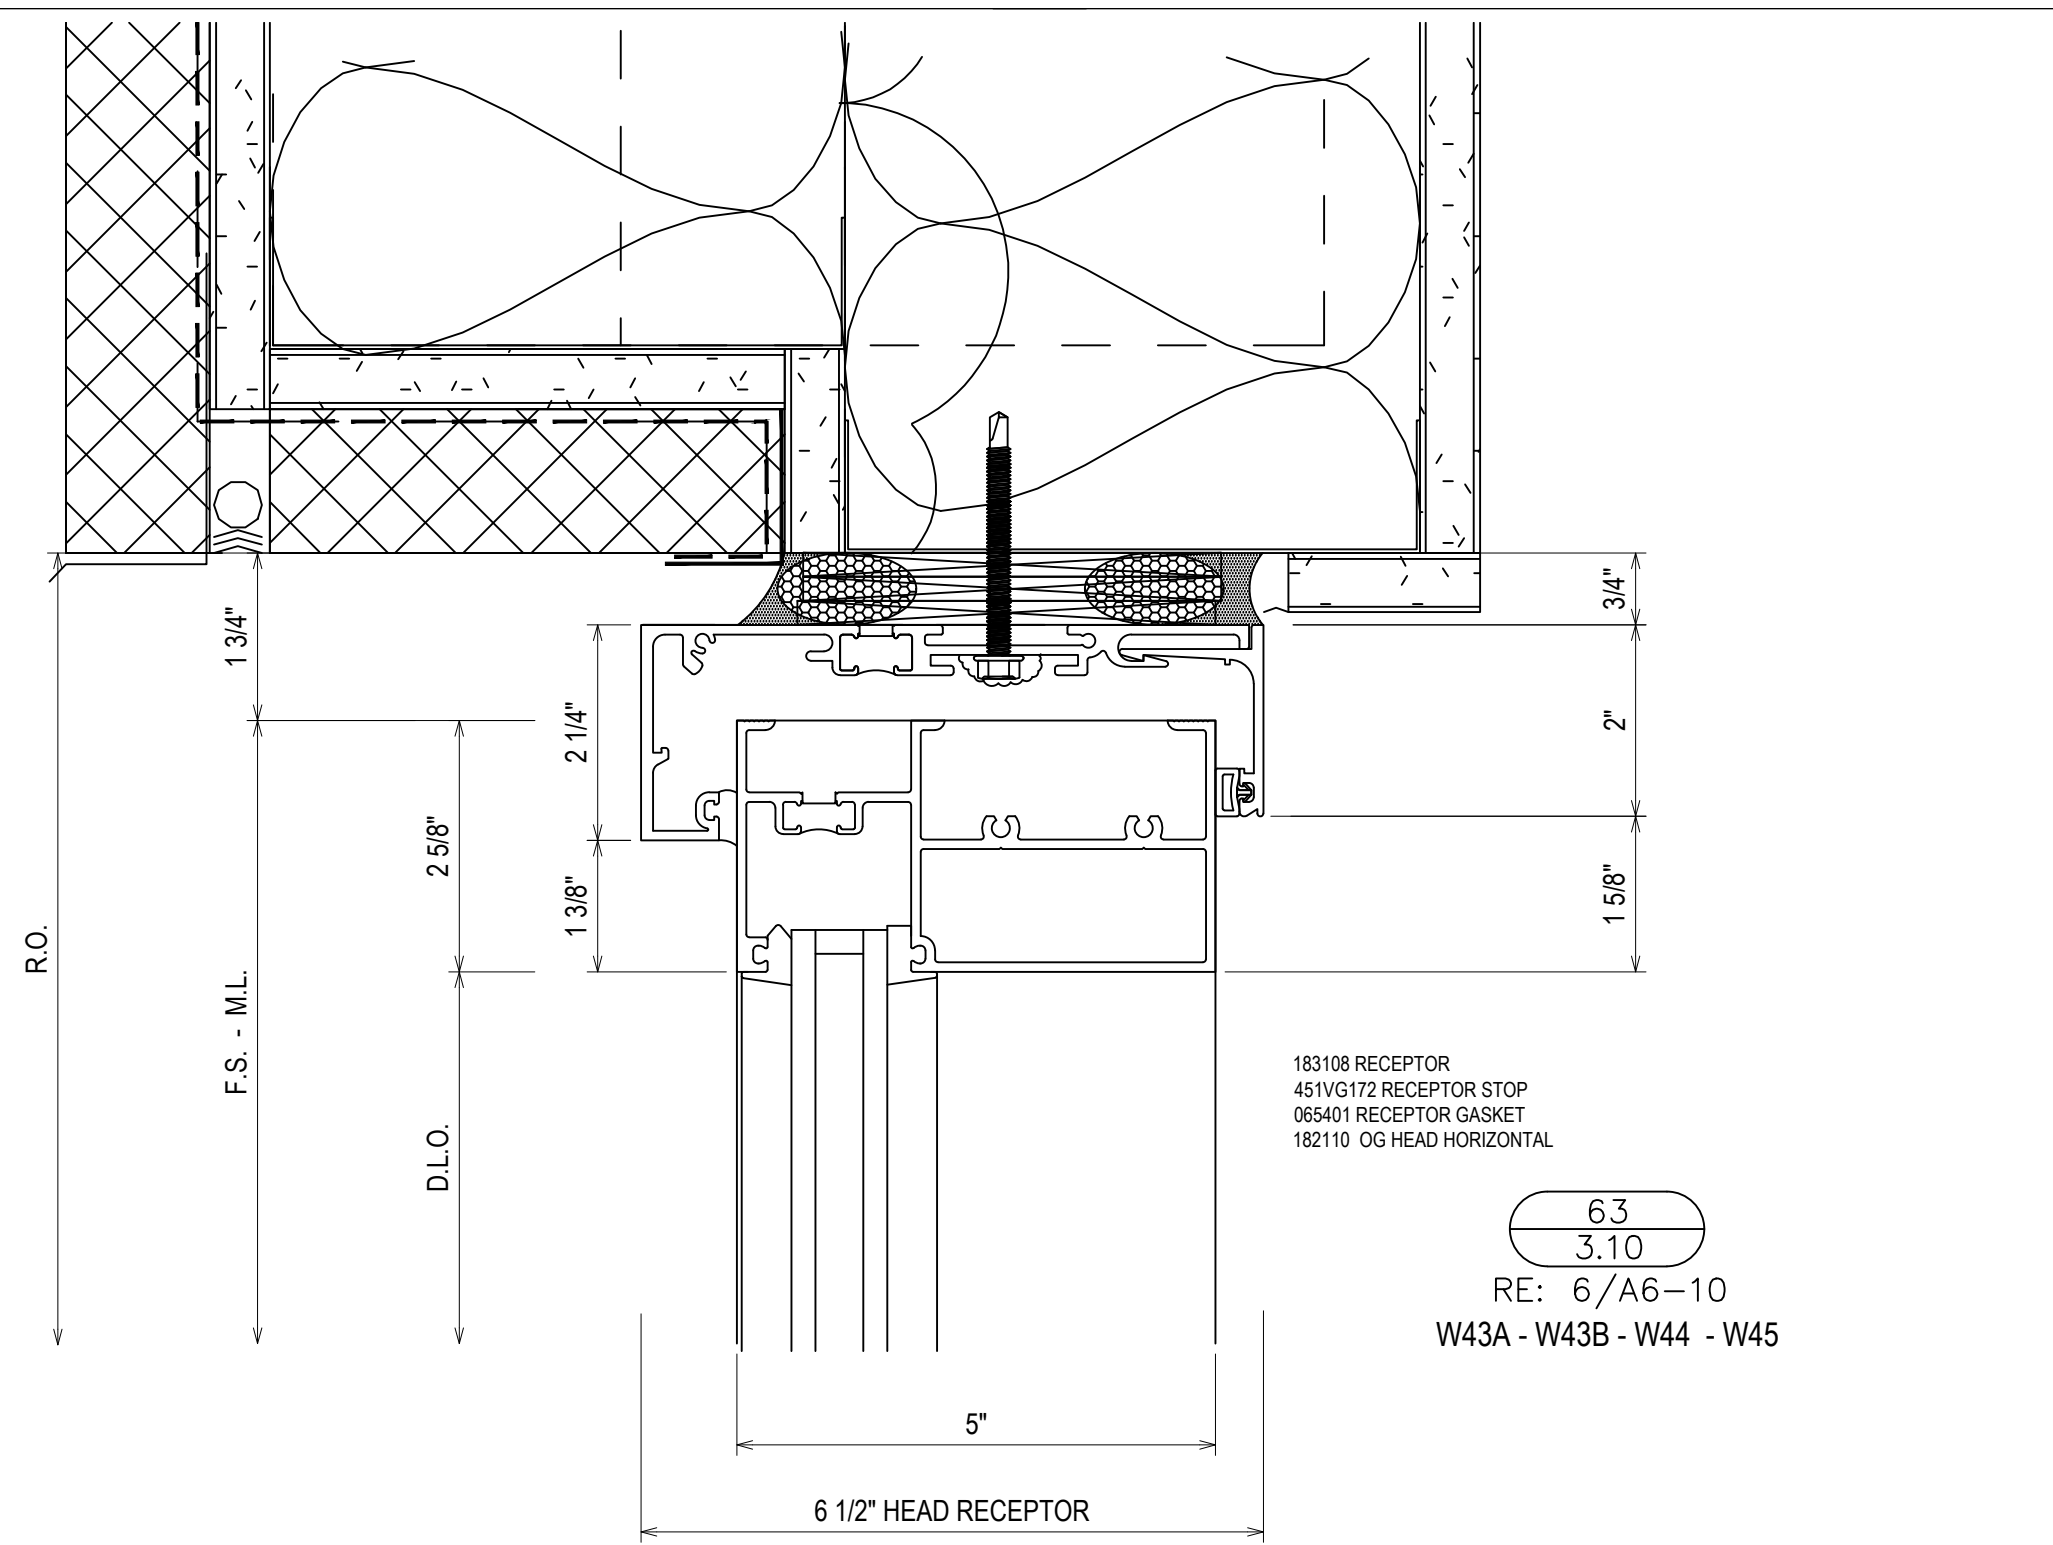 3/4"
1 3/4"
2 1/4"
2"
2 5/8"
1 3/8"
1 5/8"
R.O.
F.S. - M.L.
D.L.O.
183108 RECEPTOR
451VG172 RECEPTOR STOP
065401 RECEPTOR GASKET
182110 OG HEAD HORIZONTAL
63
3.10
RE: 6/A6-10
W43A - W43B - W44 - W45
5"
6 1/2" HEAD RECEPTOR